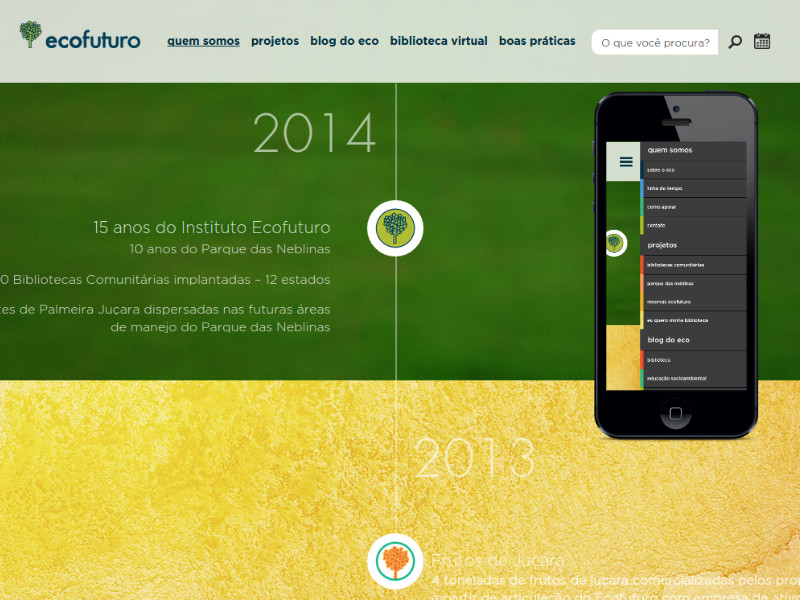 ecofuturo
quem somos projetos blog do eco biblioteca virtual boas práticas
O que você procura?
2014
15 anos do Instituto Ecofuturo
10 anos do Parque das Neblinas
0 Bibliotecas Comunitárias implantadas – 12 estados
tes de Palmeira Juçara dispersadas nas futuras áreas
de manejo do Parque das Neblinas
quem somos
sobre o eco
linha do tempo
como apoiar
contato
projetos
bibliotecas comunitárias
parque das neblinas
reservas ecofuturo
eu quero minha biblioteca
blog do eco
biblioteca
educação socioambiental
2013
Frutos de Juçara
4 toneladas de frutos de juçara comercializadas pelos pro
a partir de articulação do Ecofuturo com empresa de ativo